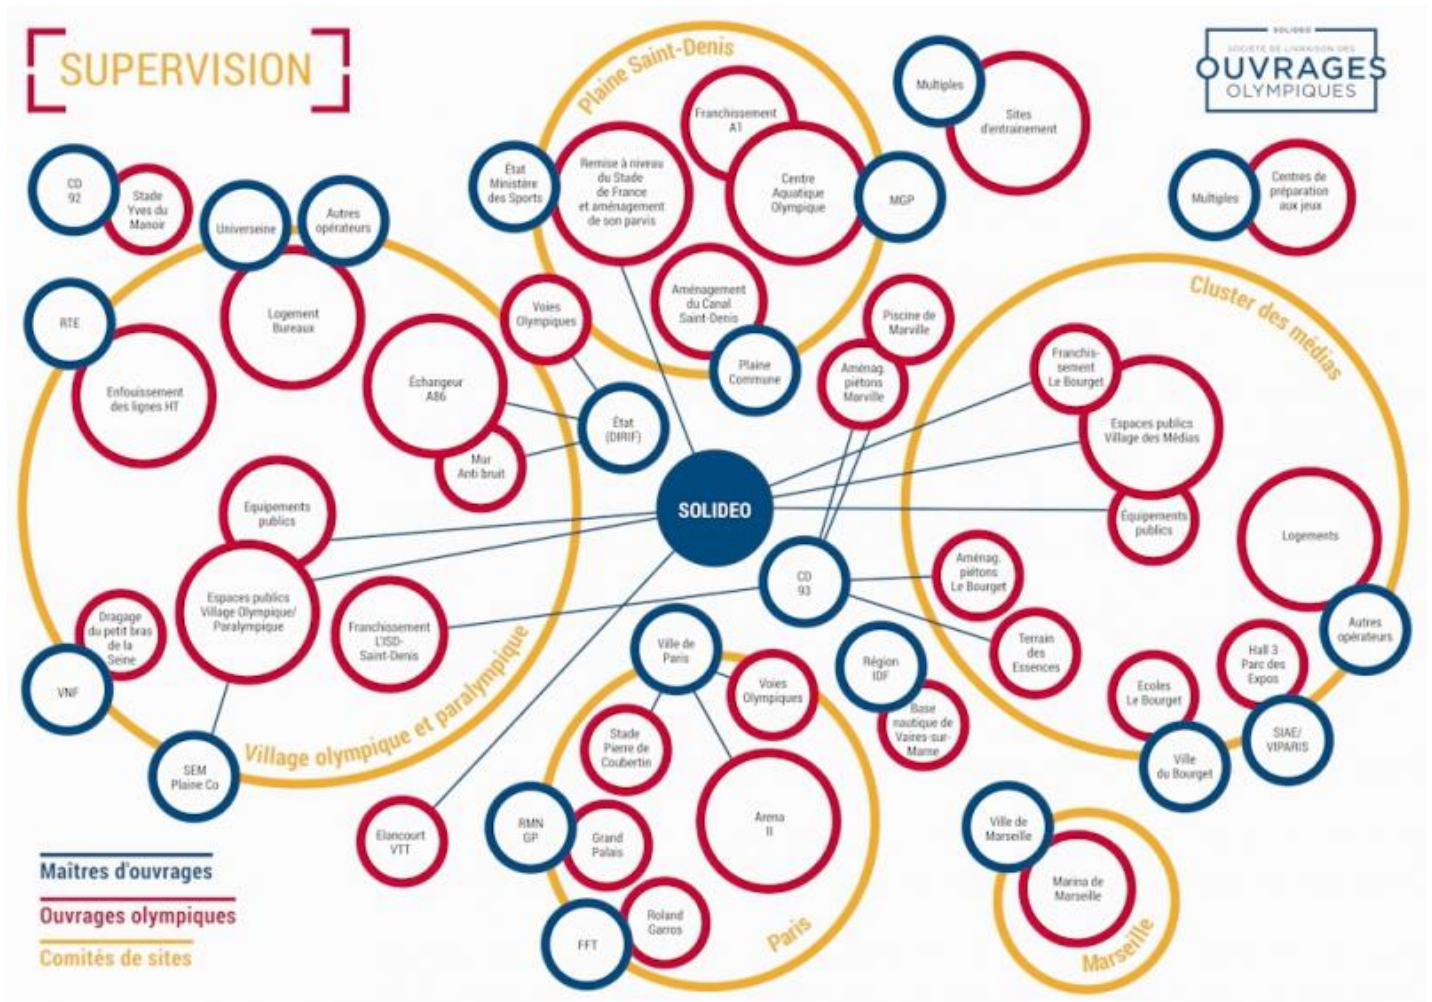 SUPERVISION
SOLIDEO
SOCIÉTÉ DE LIVRAISON DES
OUVRAGES
OLYMPIQUES
Plaine Saint-Denis
Franchissement
A1
Remise à niveau
du Stade
de France
et aménagement
de son parvis
Centre
Aquatique
Olympique
État
Ministère
des Sports
MGP
Aménagement
du Canal
Saint-Denis
Plaine
Commune
Multiples
Sites
d'entrainement
Multiples
Centres de
préparation
aux jeux
CD
92
Stade
Yves du
Manoir
Universeine
Autres
opérateurs
RTE
Logement
Bureaux
Enfouissement
des lignes HT
Échangeur
A86
Mur
Anti bruit
Voies
Olympiques
État
(DIRIF)
Piscine de
Marville
Aménag.
piétons
Marville
Equipements
publics
Espaces publics
Village Olympique/
Paralympique
Franchissement
L'ISD-
Saint-Denis
Dragage
du petit bras
de la
Seine
VNF
SEM
Plaine Co
Village olympique et paralympique
SOLIDEO
CD
93
Cluster des médias
Franchis-
sement
Le Bourget
Espaces publics
Village des Médias
Équipements
publics
Logements
Aménag.
piétons
Le Bourget
Terrain
des
Essences
Autres
opérateurs
Hall 3
Parc des
Expos
Ecoles
Le Bourget
SIAE/
VIPARIS
Ville
du Bourget
Ville de
Paris
Voies
Olympiques
Stade
Pierre de
Coubertin
Arena
II
RMN
GP
Grand
Palais
Roland
Garros
FFT
Paris
Région
IDF
Base
nautique de
Vaires-sur-
Marne
Elancourt
VTT
Ville de
Marseille
Marina de
Marseille
Marseille
Maîtres d'ouvrages
Ouvrages olympiques
Comités de sites